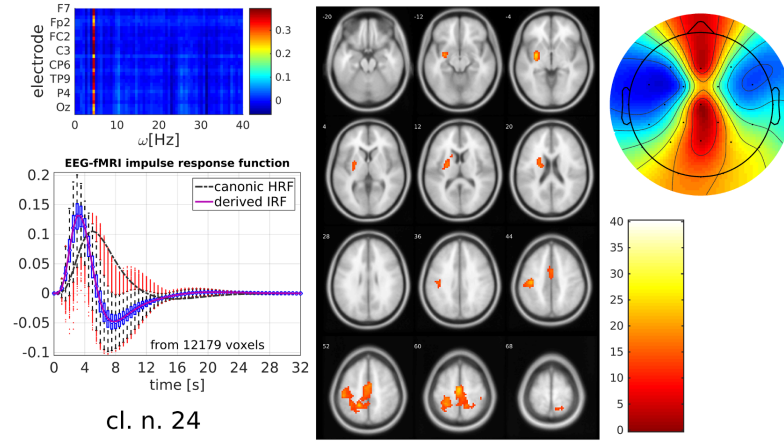 F7
Fp2
FC2
C3
CP6
TP9
P4
Oz
electrode
0 10 20 30 40
ω[Hz]
0.3
0.2
0.1
0
EEG-fMRI impulse response function
canonic HRF
derived IRF
0.2
0.15
0.1
0.05
0
-0.05
-0.1
from 12179 voxels
0 4 8 12 16 20 24 28 32
time [s]
cl. n. 24
-20 -12 -4
4 12 20
28 36 44
52 60 68
40
35
30
25
20
15
10
5
0